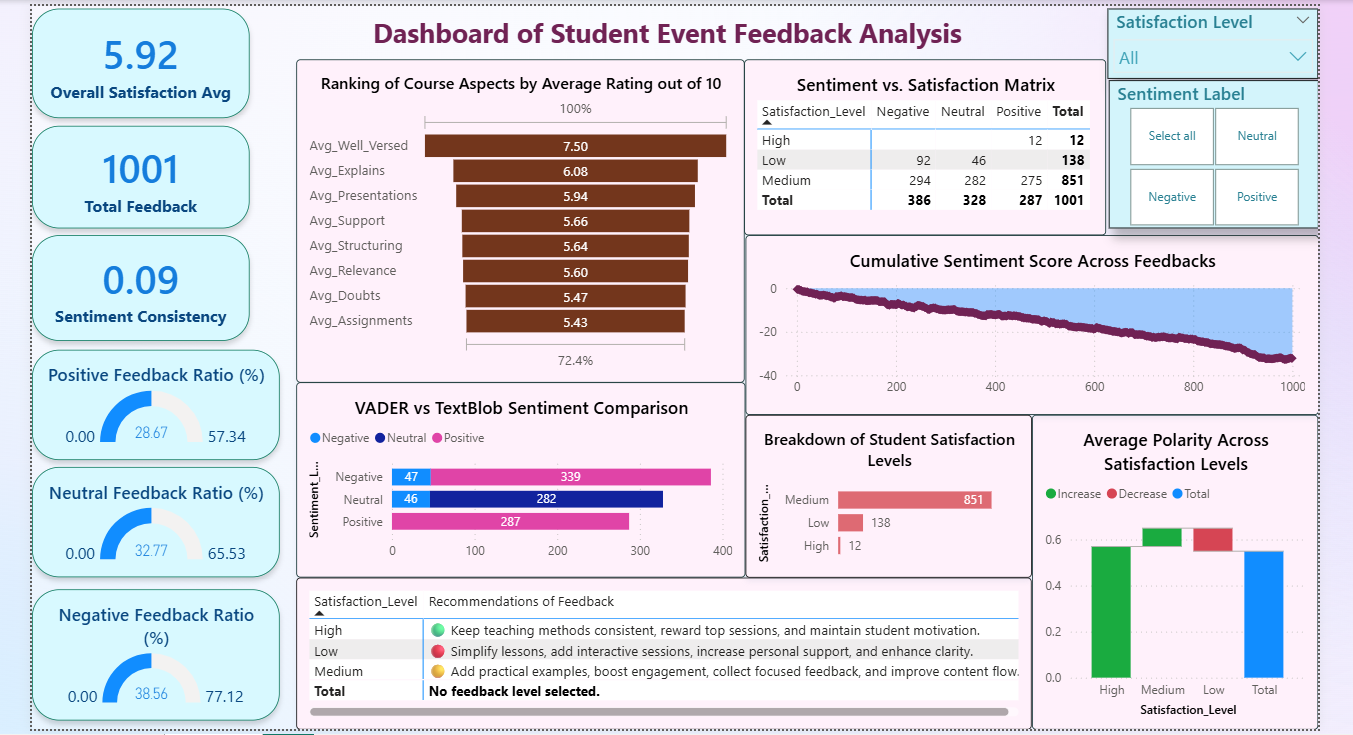 Dashboard of Student Event Feedback Analysis
5.92
Overall Satisfaction Avg
1001
Total Feedback
0.09
Sentiment Consistency
Positive Feedback Ratio (%)
0.00
28.67
57.34
Neutral Feedback Ratio (%)
0.00
32.77
65.53
Negative Feedback Ratio
(%)
0.00
38.56
77.12
Ranking of Course Aspects by Average Rating out of 10
100%
Avg_Well_Versed 7.50
Avg_Explains 6.08
Avg_Presentations 5.94
Avg_Support 5.66
Avg_Structuring 5.64
Avg_Relevance 5.60
Avg_Doubts 5.47
Avg_Assignments 5.43
72.4%
Sentiment vs. Satisfaction Matrix
Satisfaction_Level Negative Neutral Positive Total
High 12 12
Low 92 46 138
Medium 294 282 275 851
Total 386 328 287 1001
Satisfaction Level
All
Sentiment Label
Select all Neutral
Negative Positive
Cumulative Sentiment Score Across Feedbacks
0
-20
-40
0 200 400 600 800 1000
VADER vs TextBlob Sentiment Comparison
Negative Neutral Positive
Sentiment_L...
Negative 47 339
Neutral 46 282
Positive 287
0 100 200 300 400
Breakdown of Student Satisfaction
Levels
Satisfaction_...
Medium 851
Low 138
High 12
Average Polarity Across
Satisfaction Levels
Increase Decrease Total
0.6
0.4
0.2
0.0
High Medium Low Total
Satisfaction_Level
Satisfaction_Level Recommendations of Feedback
High Keep teaching methods consistent, reward top sessions, and maintain student motivation.
Low Simplify lessons, add interactive sessions, increase personal support, and enhance clarity.
Medium Add practical examples, boost engagement, collect focused feedback, and improve content flow.
Total No feedback level selected.